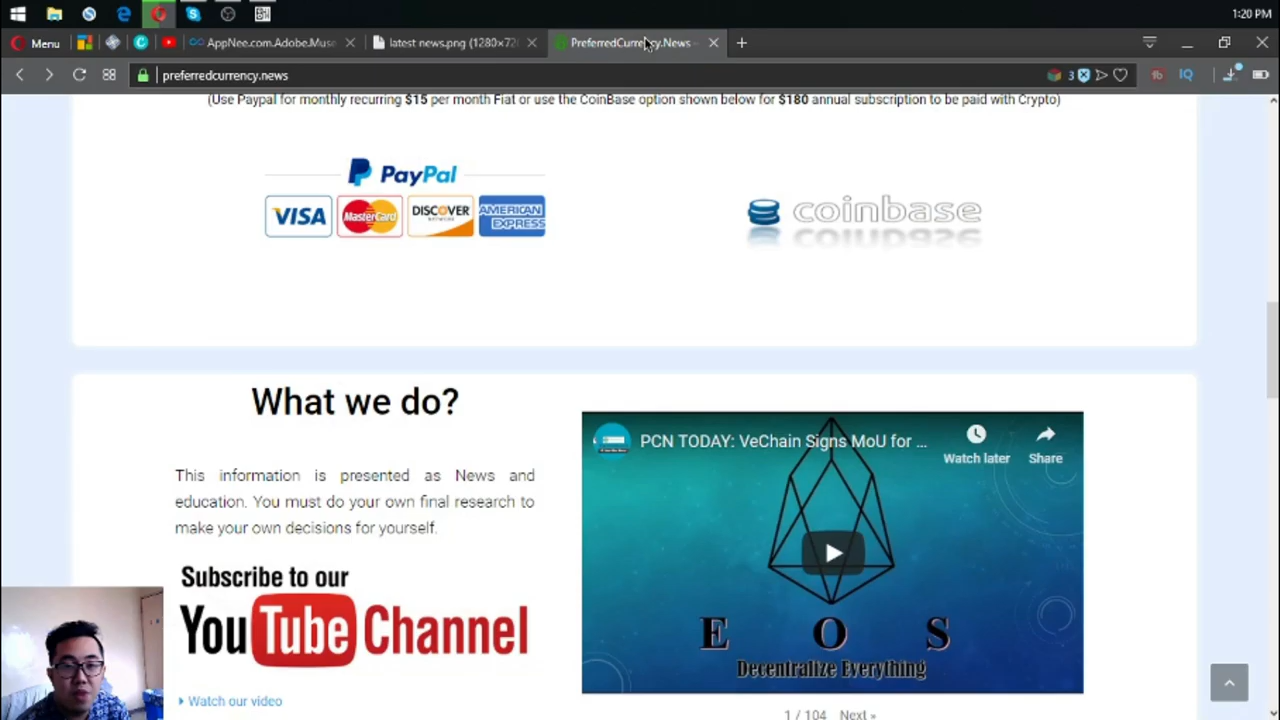 1:20 PM
Menu
AppNee.com.Adobe.Muse
latest news.png (1280×72
PreferredCurrency.News
preferredcurrency.news
3
IQ
(Use Paypal for monthly recurring $15 per month Fiat or use the CoinBase option shown below for $180 annual subscription to be paid with Crypto)
PayPal
VISA
MasterCard
DISCOVER
NETWORK
AMERICAN
EXPRESS
coinbase
What we do?
This information is presented as News and
education. You must do your own final research to
make your own decisions for yourself.
Subscribe to our
YouTube Channel
Watch our video
PCN TODAY: VeChain Signs MoU for ...
Watch later
Share
E O S
Decentralize Everything
1 / 104 Next »